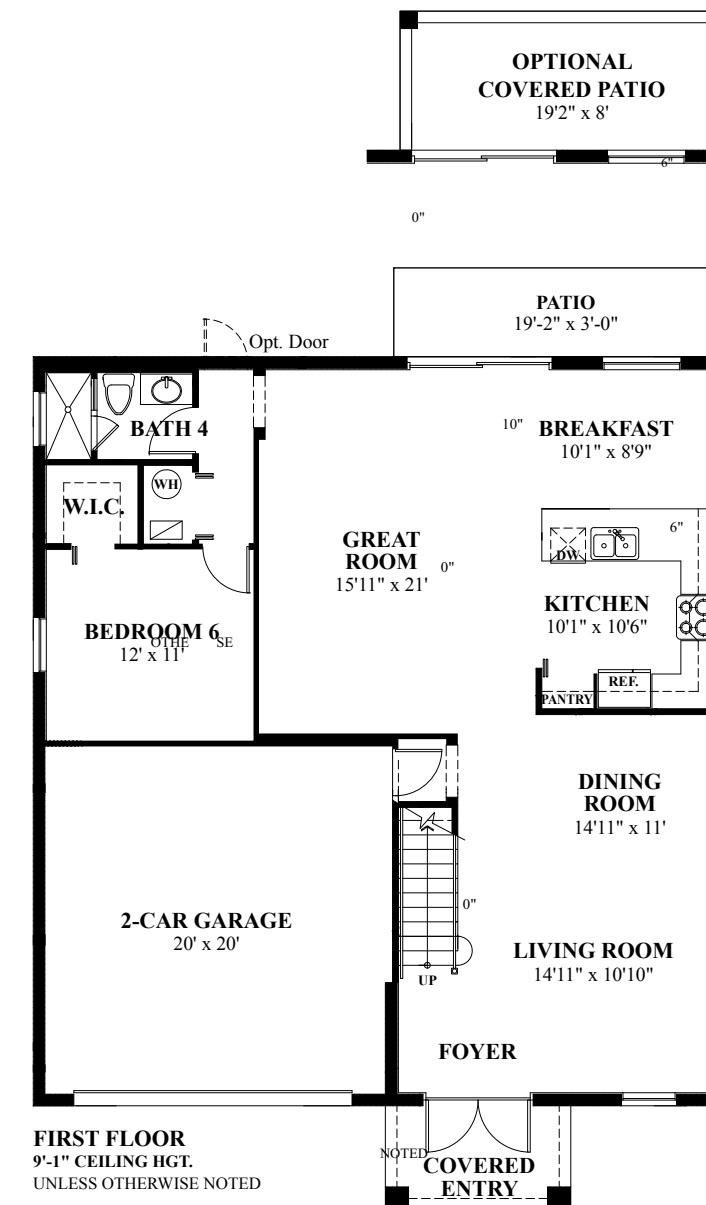 OPTIONAL
COVERED PATIO
19'2" x 8'
6"
0"
PATIO
19'-2" x 3'-0"
Opt. Door
BATH 4
10"
BREAKFAST
10'1" x 8'9"
WH
W.I.C.
6"
GREAT
ROOM
15'11" x 21'
0"
DW
KITCHEN
10'1" x 10'6"
BEDROOM 6
OTHE SE
12' x 11'
REF.
PANTRY
DINING
ROOM
14'11" x 11'
2-CAR GARAGE
20' x 20'
0"
LIVING ROOM
14'11" x 10'10"
UP
FOYER
FIRST FLOOR
9'-1" CEILING HGT.
UNLESS OTHERWISE NOTED
NOTED
COVERED
ENTRY